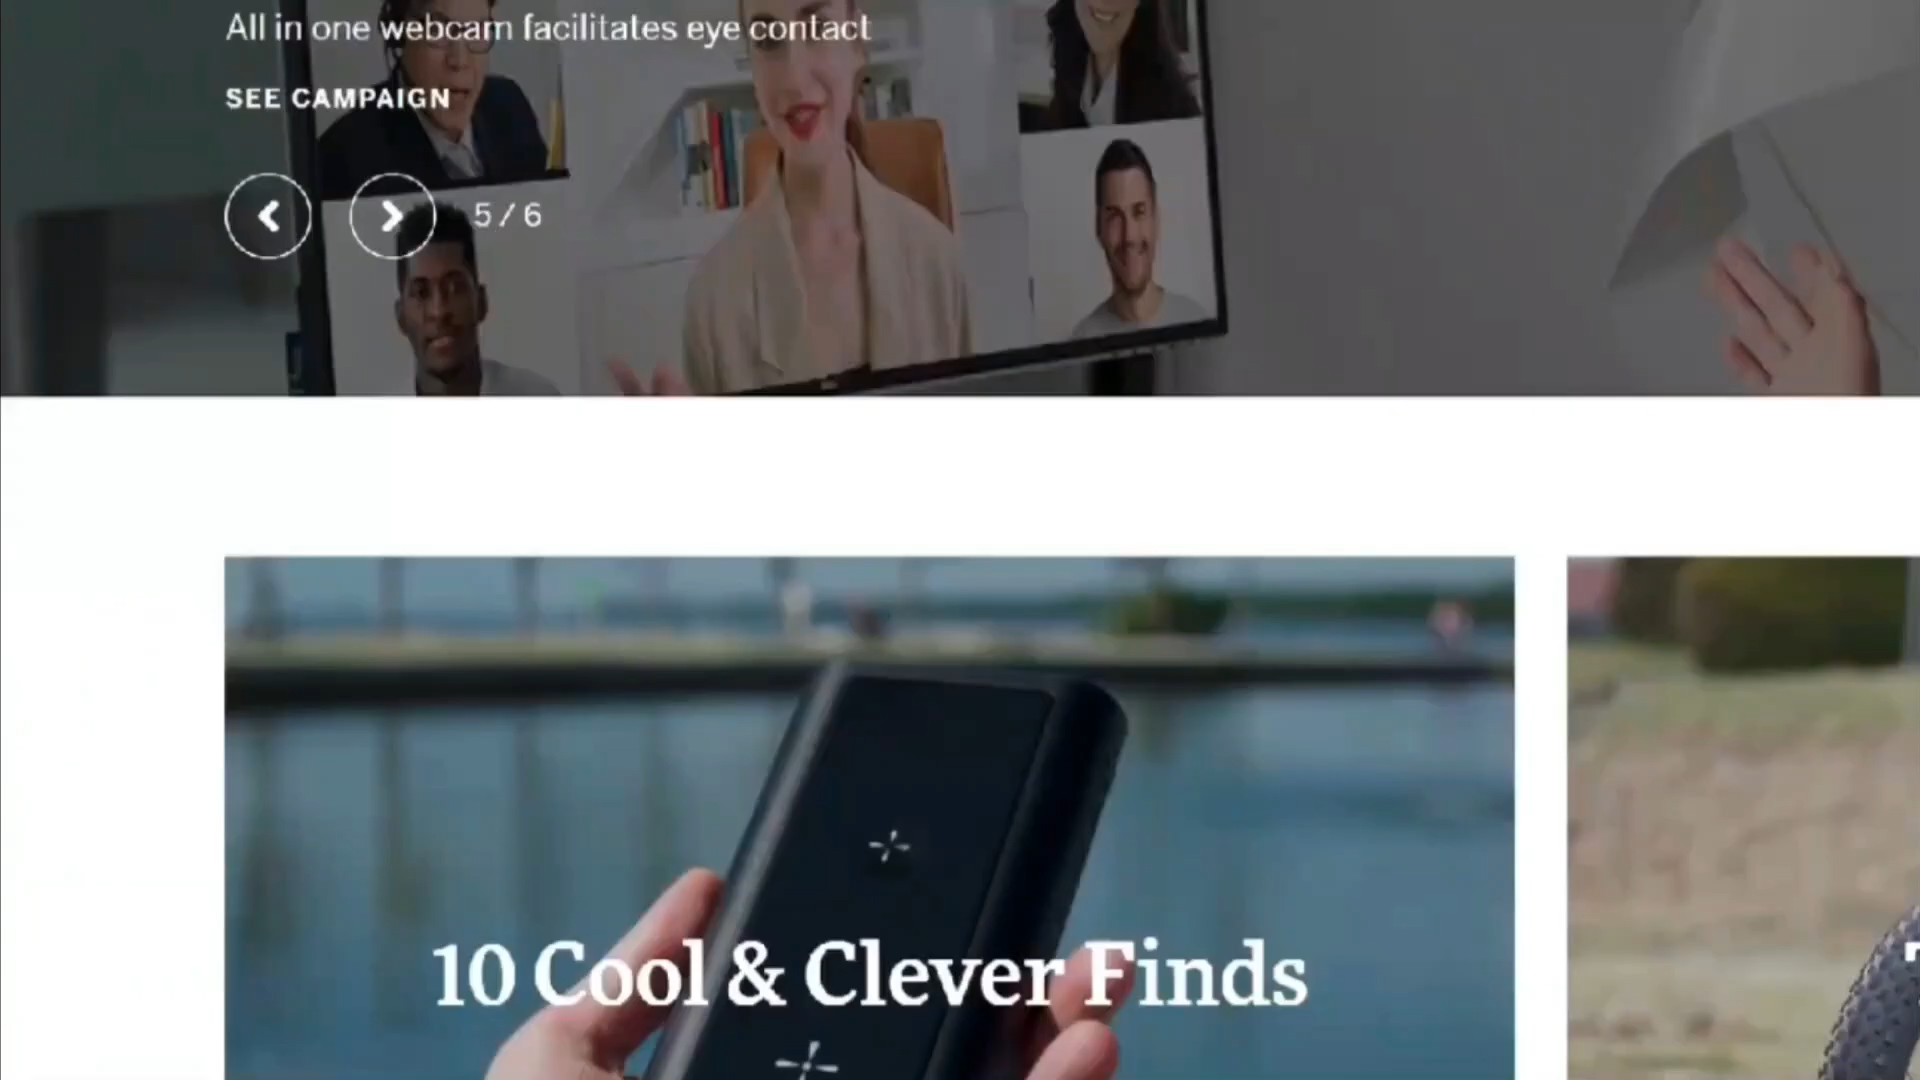 All in one webcam facilitates eye contact
SEE CAMPAIGN
5/6
10 Cool & Clever Finds